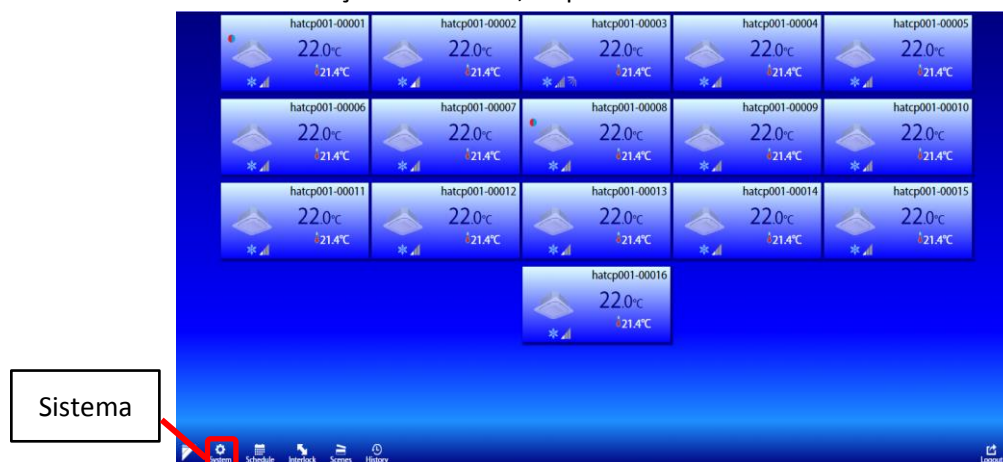 hatcp001-00001 hatcp001-00002 hatcp001-00003 hatcp001-00004 hatcp001-00005
22.0°C 22.0°C 22.0°C 22.0°C 22.0°C
21.4°C 21.4°C 21.4°C 21.4°C 21.4°C
hatcp001-00006 hatcp001-00007 hatcp001-00008 hatcp001-00009 hatcp001-00010
22.0°C 22.0°C 22.0°C 22.0°C 22.0°C
21.4°C 21.4°C 21.4°C 21.4°C 21.4°C
hatcp001-00011 hatcp001-00012 hatcp001-00013 hatcp001-00014 hatcp001-00015
22.0°C 22.0°C 22.0°C 22.0°C 22.0°C
21.4°C 21.4°C 21.4°C 21.4°C 21.4°C
hatcp001-00016
22.0°C
21.4°C
Sistema
System Schedule Interlock Scenes History Logout